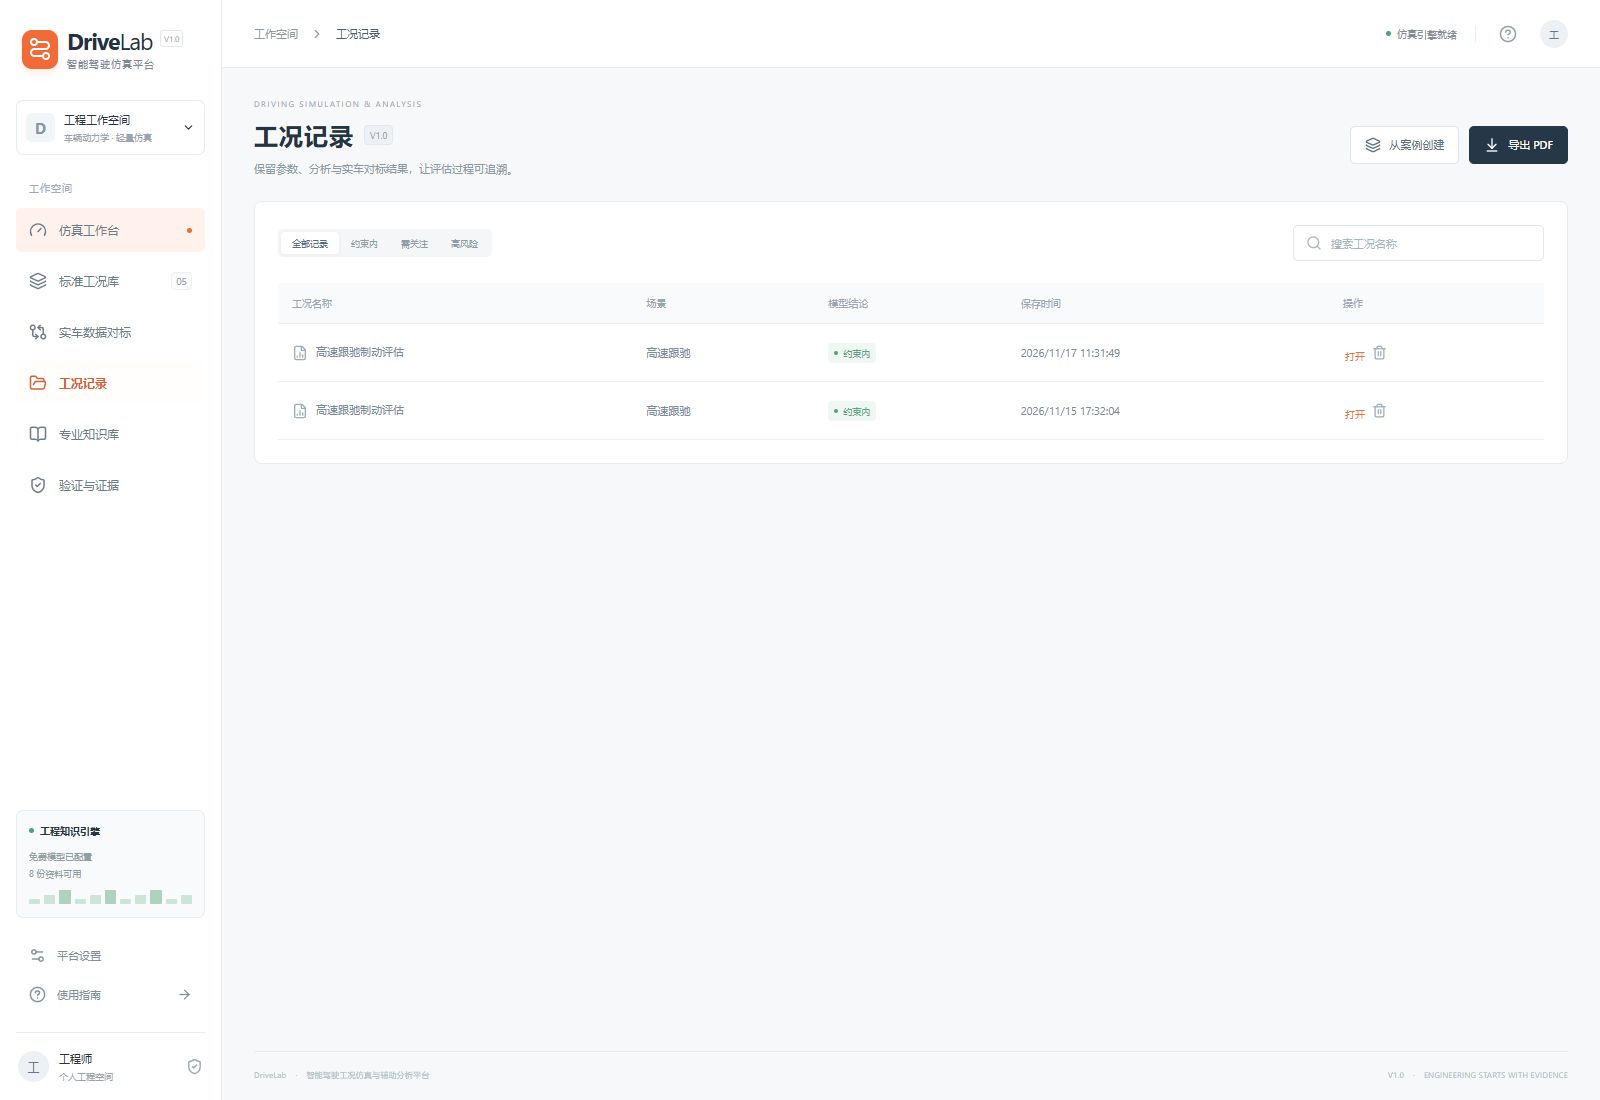 DriveLab V1.0
智能驾驶仿真平台
D
工程工作空间
车辆动力学 · 轻量仿真
工作空间
仿真工作台
标准工况库 05
实车数据对标
工况记录
专业知识库
验证与证据
工程知识引擎
免费模型已配置
8 份资料可用
平台设置
使用指南
工
工程师
个人工程空间
工作空间 > 工况记录
仿真引擎就绪
工
DRIVING SIMULATION & ANALYSIS
工况记录 V1.0
保留参数、分析与实车对标结果，让评估过程可追溯。
从案例创建
导出 PDF
全部记录 约束内 需关注 高风险
搜索工况名称
工况名称 场景 模型结论 保存时间 操作
高速跟驰制动评估 高速跟驰 约束内 2026/11/17 11:31:49 打开
高速跟驰制动评估 高速跟驰 约束内 2026/11/15 17:32:04 打开
DriveLab · 智能驾驶工况仿真与辅助分析平台
V1.0 · ENGINEERING STARTS WITH EVIDENCE